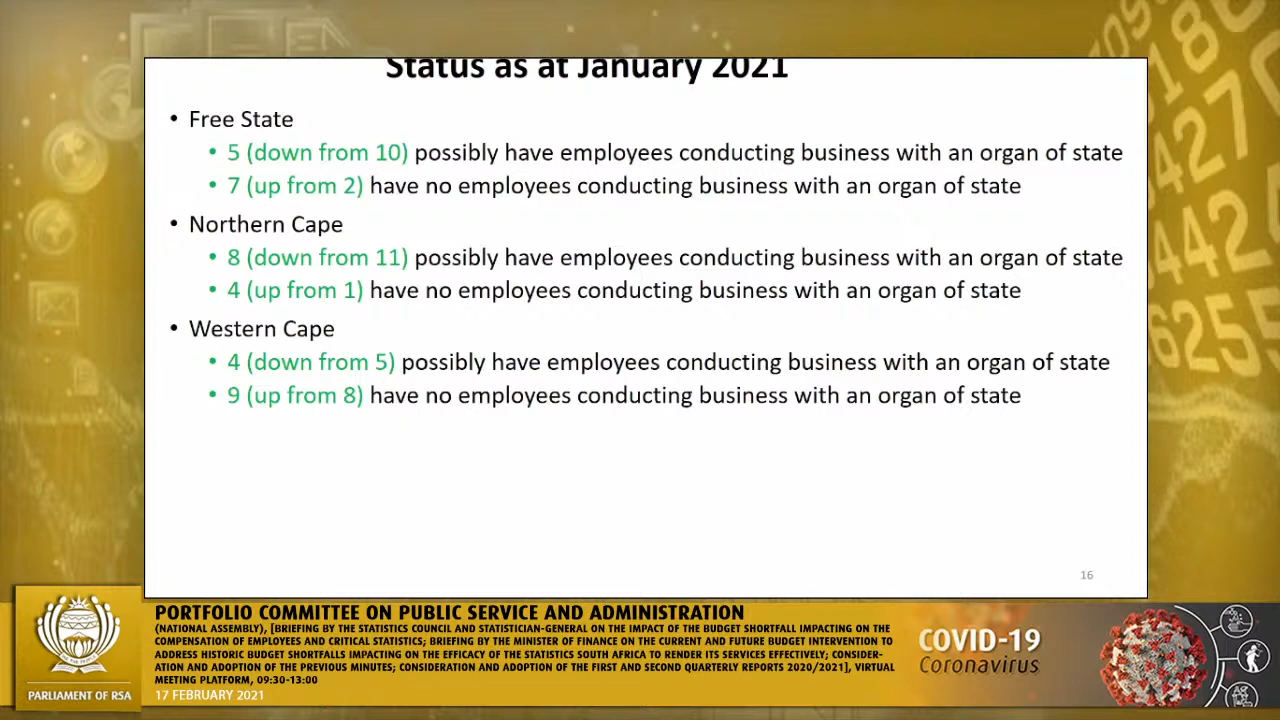 Status as at January 2021
• Free State
• 5 (down from 10) possibly have employees conducting business with an organ of state
• 7 (up from 2) have no employees conducting business with an organ of state
• Northern Cape
• 8 (down from 11) possibly have employees conducting business with an organ of state
• 4 (up from 1) have no employees conducting business with an organ of state
• Western Cape
• 4 (down from 5) possibly have employees conducting business with an organ of state
• 9 (up from 8) have no employees conducting business with an organ of state
16
PORTFOLIO COMMITTEE ON PUBLIC SERVICE AND ADMINISTRATION
(NATIONAL ASSEMBLY), [BRIEFING BY THE STATISTICS COUNCIL AND STATISTICIAN-GENERAL ON THE IMPACT OF THE BUDGET SHORTFALL IMPACTING ON THE
COMPENSATION OF EMPLOYEES AND CRITICAL STATISTICS; BRIEFING BY THE MINISTER OF FINANCE ON THE CURRENT AND FUTURE BUDGET INTERVENTION TO
ADDRESS HISTORIC BUDGET SHORTFALLS IMPACTING ON THE EFFICACY OF THE STATISTICS SOUTH AFRICA TO RENDER ITS SERVICES EFFECTIVELY; CONSIDER-
ATION AND ADOPTION OF THE PREVIOUS MINUTES; CONSIDERATION AND ADOPTION OF THE FIRST AND SECOND QUARTERLY REPORTS 2020/2021], VIRTUAL
MEETING PLATFORM, 09:30-13:00
17 FEBRUARY 2021
PARLIAMENT OF RSA
COVID-19
Coronavirus